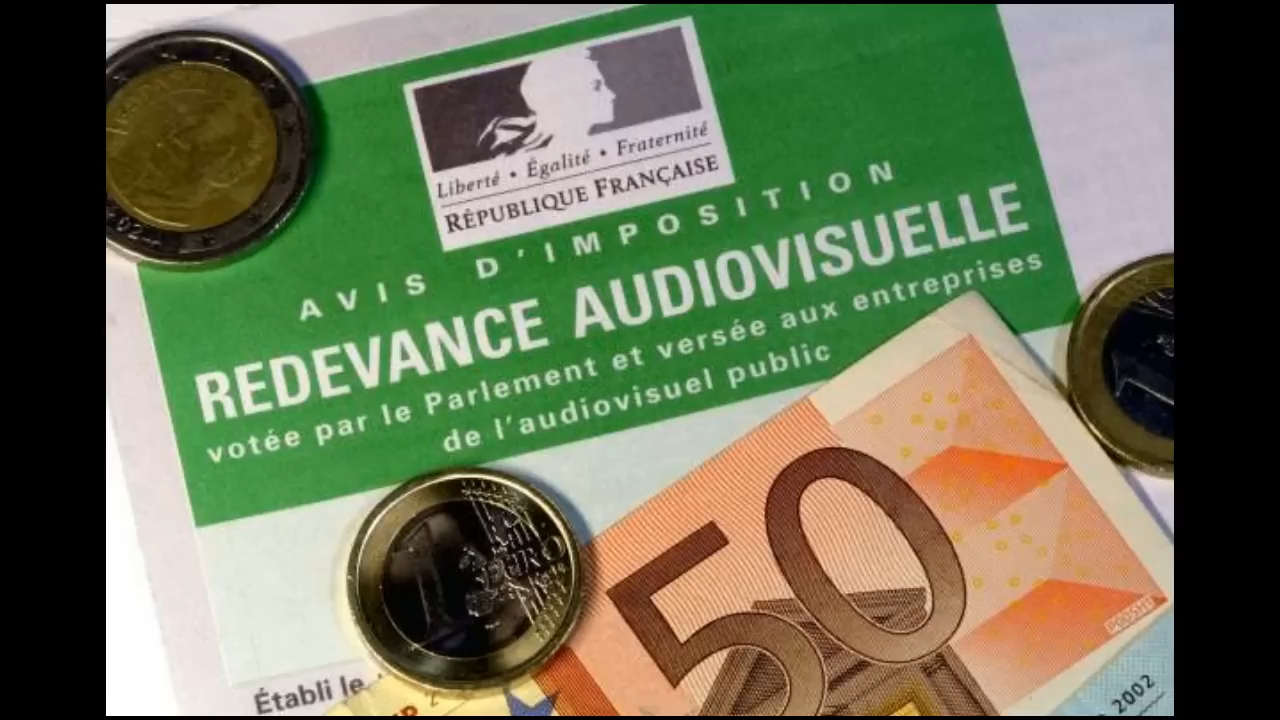 Liberté • Égalité • Fraternité
RÉPUBLIQUE FRANÇAISE
AVIS D'IMPOSITION
REDEVANCE AUDIOVISUELLE
votée par le Parlement et versée aux entreprises
de l'audiovisuel public
50
1
EURO
Établi le
2002